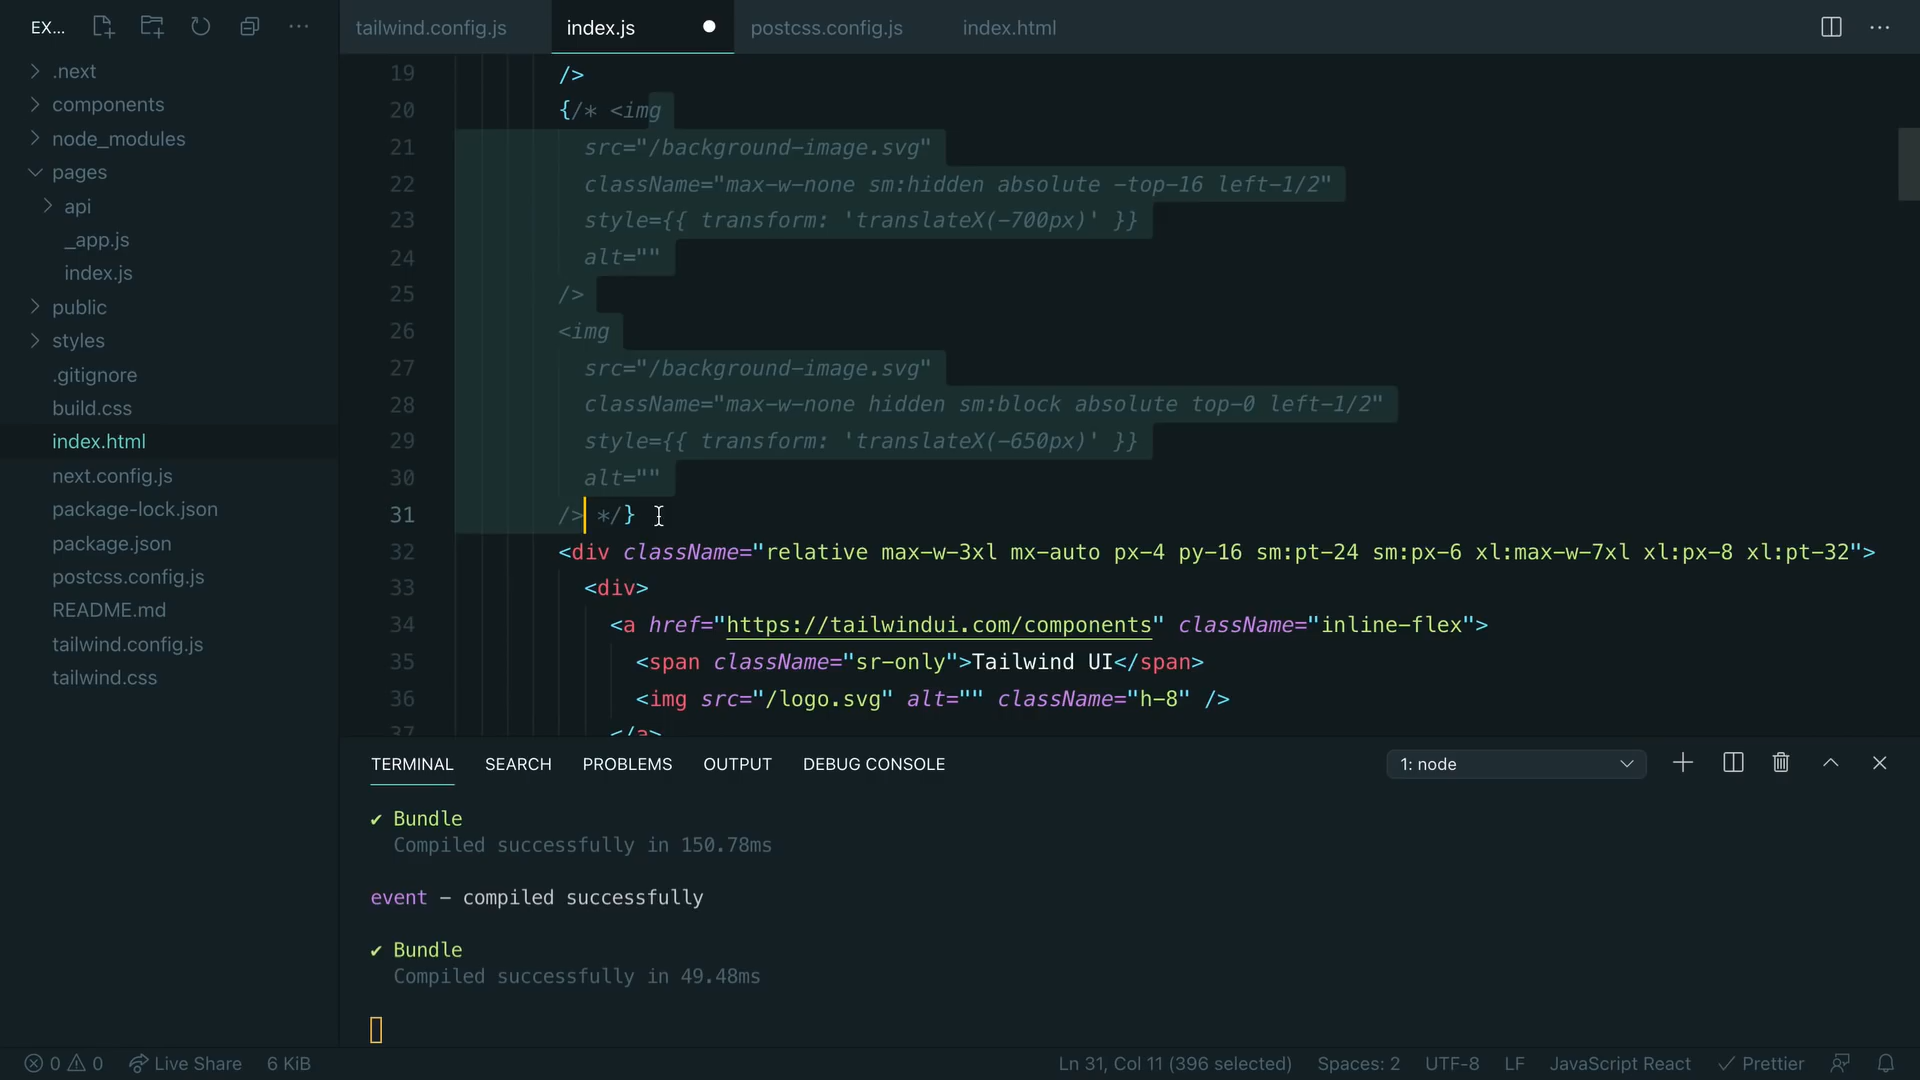 EX...
tailwind.config.js
index.js
postcss.config.js
index.html
.next
components
node_modules
pages
api
_app.js
index.js
public
styles
.gitignore
build.css
index.html
next.config.js
package-lock.json
package.json
postcss.config.js
README.md
tailwind.config.js
tailwind.css
19 />
20 {/* <img
21 src="/background-image.svg"
22 className="max-w-none sm:hidden absolute -top-16 left-1/2"
23 style={{ transform: 'translateX(-700px)' }}
24 alt=""
25 />
26 <img
27 src="/background-image.svg"
28 className="max-w-none hidden sm:block absolute top-0 left-1/2"
29 style={{ transform: 'translateX(-650px)' }}
30 alt=""
31 /> */}
32 <div className="relative max-w-3xl mx-auto px-4 py-16 sm:pt-24 sm:px-6 xl:max-w-7xl xl:px-8 xl:pt-32">
33 <div>
34 <a href="https://tailwindui.com/components" className="inline-flex">
35 <span className="sr-only">Tailwind UI</span>
36 <img src="/logo.svg" alt="" className="h-8" />
37 </a>
TERMINAL SEARCH PROBLEMS OUTPUT DEBUG CONSOLE
1: node
✔ Bundle
Compiled successfully in 150.78ms
event - compiled successfully
✔ Bundle
Compiled successfully in 49.48ms
0 0 Live Share 6 KiB
Ln 31, Col 11 (396 selected) Spaces: 2 UTF-8 LF JavaScript React Prettier